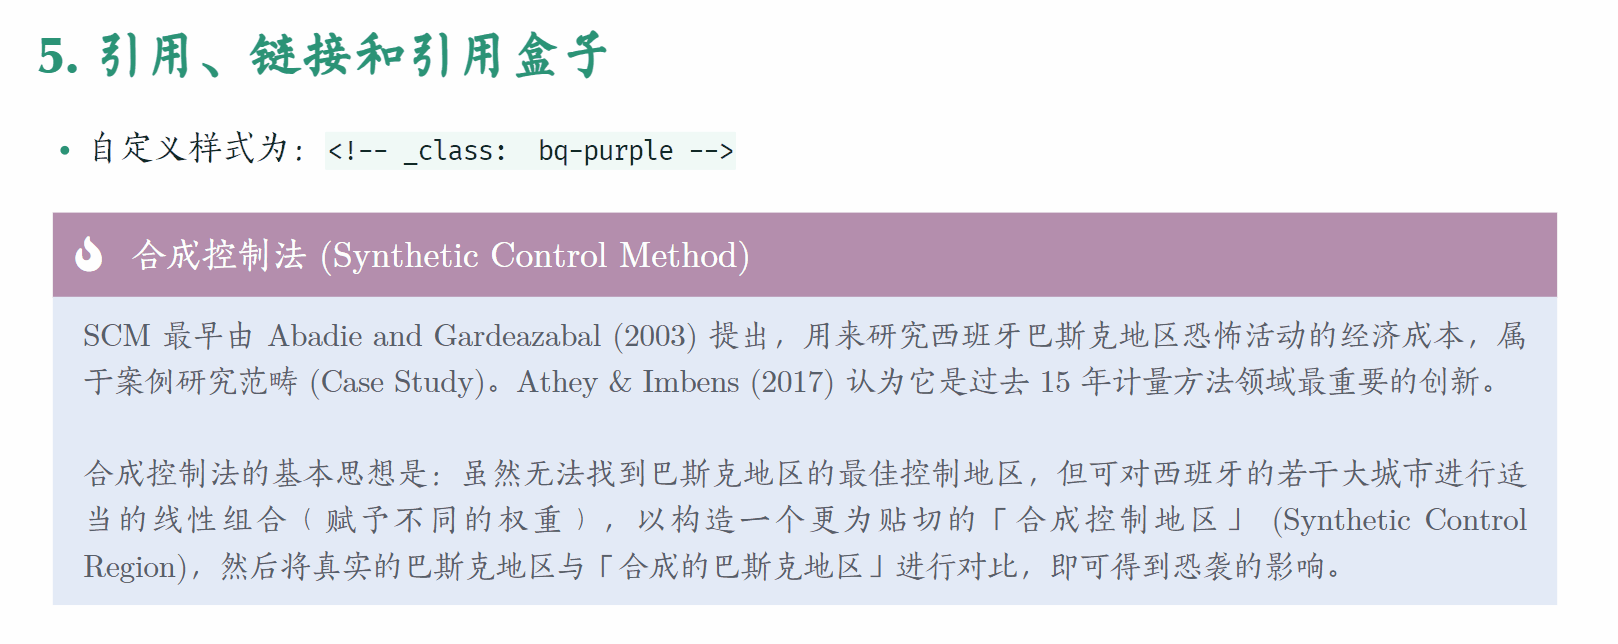 5. 引用、链接和引用盒子
• 自定义样式为：<!-- _class:  bq-purple -->
合成控制法 (Synthetic Control Method)
SCM 最早由 Abadie and Gardeazabal (2003) 提出，用来研究西班牙巴斯克地区恐怖活动的经济成本，属
于案例研究范畴 (Case Study)。Athey & Imbens (2017) 认为它是过去 15 年计量方法领域最重要的创新。
合成控制法的基本思想是：虽然无法找到巴斯克地区的最佳控制地区，但可对西班牙的若干大城市进行适
当的线性组合（赋予不同的权重），以构造一个更为贴切的「合成控制地区」 (Synthetic Control
Region)，然后将真实的巴斯克地区与「合成的巴斯克地区」进行对比，即可得到恐袭的影响。